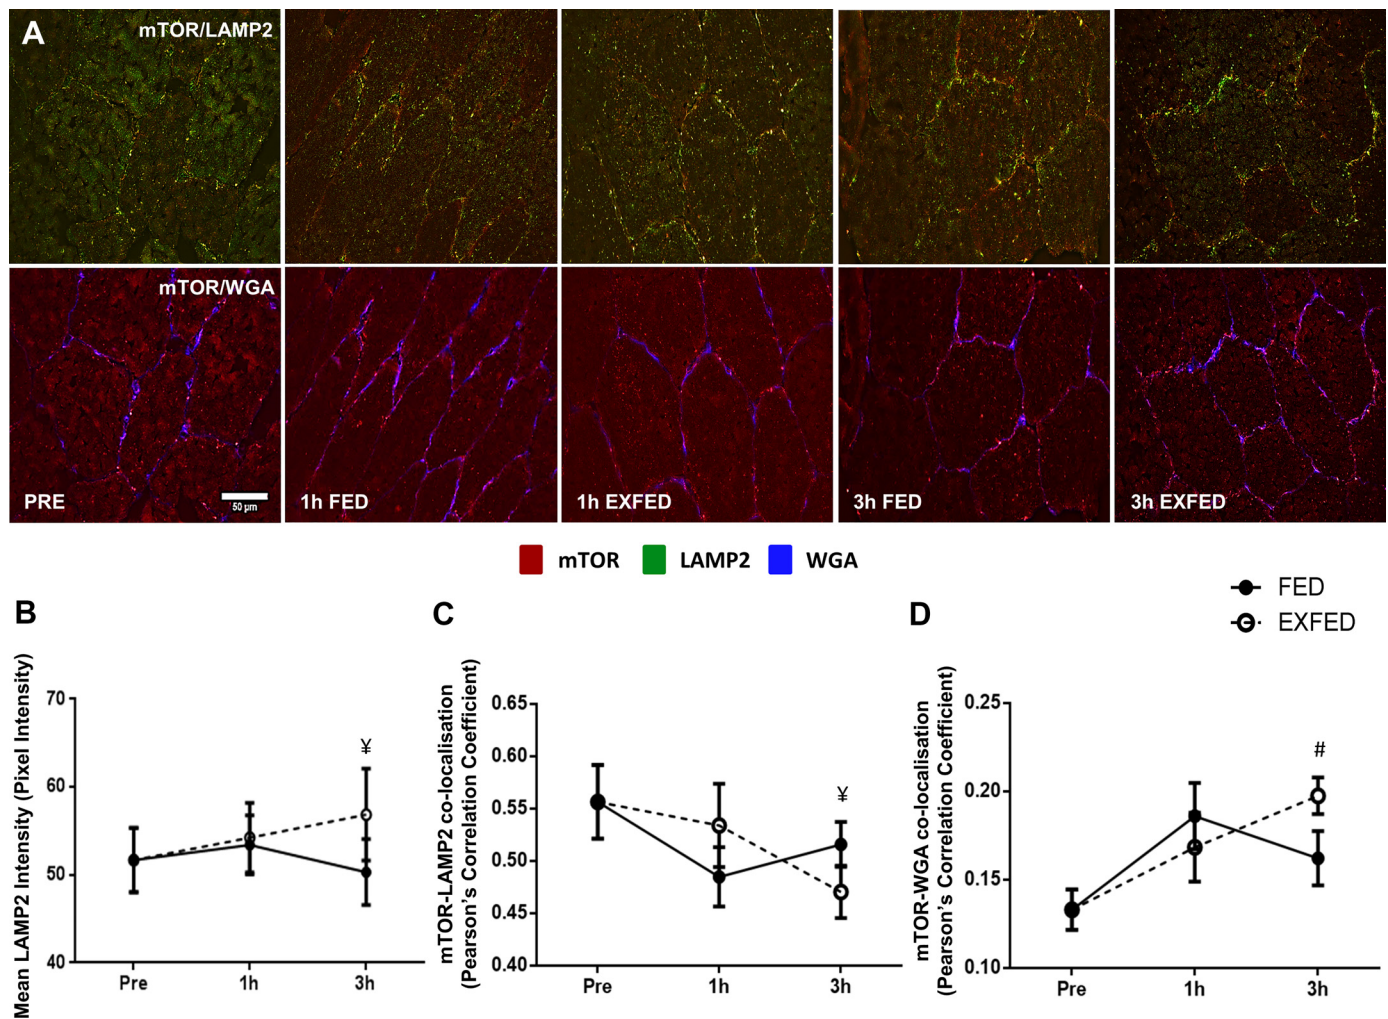 A
mTOR/LAMP2
mTOR/WGA
PRE
50 µm
1h FED
1h EXFED
3h FED
3h EXFED
mTOR
LAMP2
WGA
FED
EXFED
B
Mean LAMP2 Intensity (Pixel Intensity)
70
60
50
40
¥
Pre
1h
3h
C
mTOR-LAMP2 co-localisation
(Pearson's Correlation Coefficient)
0.65
0.60
0.55
0.50
0.45
0.40
¥
Pre
1h
3h
D
mTOR-WGA co-localisation
(Pearson's Correlation Coefficient)
0.25
0.20
0.15
0.10
#
Pre
1h
3h